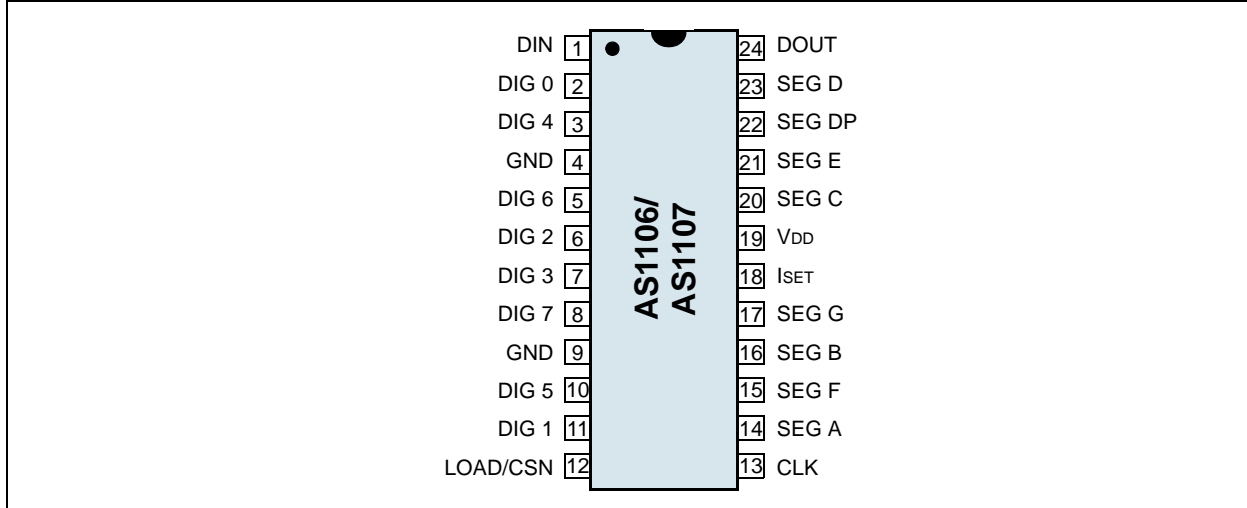 DIN 1 24 DOUT
DIG 0 2 23 SEG D
DIG 4 3 22 SEG DP
GND 4 21 SEG E
DIG 6 5 20 SEG C
DIG 2 6 19 VDD
DIG 3 7 18 ISET
DIG 7 8 17 SEG G
GND 9 16 SEG B
DIG 5 10 15 SEG F
DIG 1 11 14 SEG A
LOAD/CSN 12 13 CLK
AS1106/
AS1107